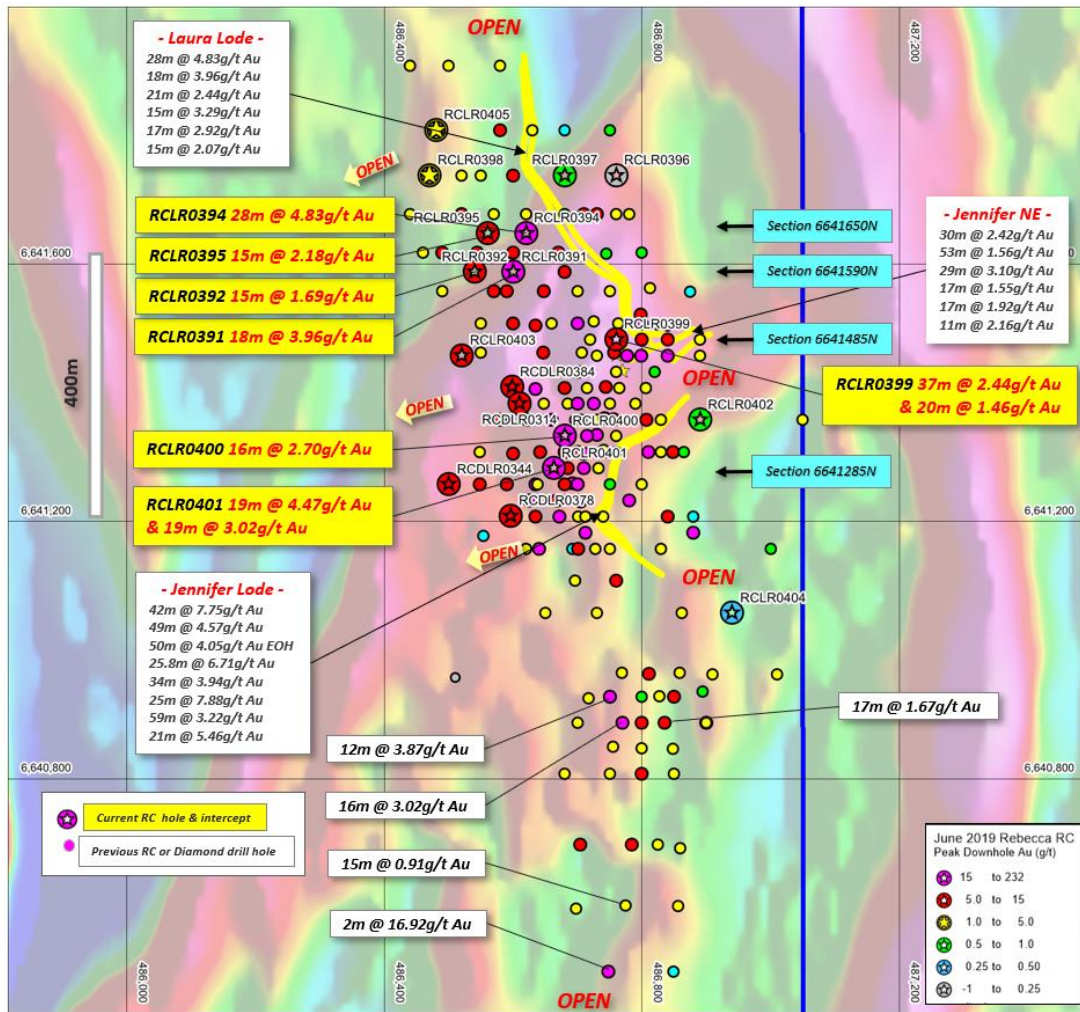 OPEN
486,400
486,800
487,200
- Laura Lode -
28m @ 4.83g/t Au
18m @ 3.96g/t Au
21m @ 2.44g/t Au
15m @ 3.29g/t Au
17m @ 2.92g/t Au
15m @ 2.07g/t Au
RCLR0405
OPEN
RCLR0398
RCLR0397
RCLR0396
RCLR0394 28m @ 4.83g/t Au
RCLR0395
RCLR0394
Section 6641650N
- Jennifer NE -
30m @ 2.42g/t Au
53m @ 1.56g/t Au
29m @ 3.10g/t Au
17m @ 1.55g/t Au
17m @ 1.92g/t Au
11m @ 2.16g/t Au
6,641,600
RCLR0395 15m @ 2.18g/t Au
RCLR0392
RCLR0391
Section 6641590N
RCLR0392 15m @ 1.69g/t Au
RCLR0391 18m @ 3.96g/t Au
RCLR0399
Section 6641485N
RCLR0403
400m
RCDLR0384
OPEN
RCLR0399 37m @ 2.44g/t Au
& 20m @ 1.46g/t Au
OPEN
RCDLR0314
RCLR0400
RCLR0402
RCLR0400 16m @ 2.70g/t Au
RCLR0401
RCDLR0344
Section 6641285N
RCLR0401 19m @ 4.47g/t Au
& 19m @ 3.02g/t Au
RCDLR0378
6,641,200
6,641,200
OPEN
OPEN
- Jennifer Lode -
42m @ 7.75g/t Au
49m @ 4.57g/t Au
50m @ 4.05g/t Au EOH
25.8m @ 6.71g/t Au
34m @ 3.94g/t Au
25m @ 7.88g/t Au
59m @ 3.22g/t Au
21m @ 5.46g/t Au
RCLR0404
17m @ 1.67g/t Au
12m @ 3.87g/t Au
6,640,800
6,640,800
16m @ 3.02g/t Au
Current RC hole & intercept
Previous RC or Diamond drill hole
15m @ 0.91g/t Au
2m @ 16.92g/t Au
June 2019 Rebecca RC
Peak Downhole Au (g/t)
15 to 232
5.0 to 15
1.0 to 5.0
0.5 to 1.0
0.25 to 0.50
-1 to 0.25
486,000
486,400
486,800
487,200
OPEN